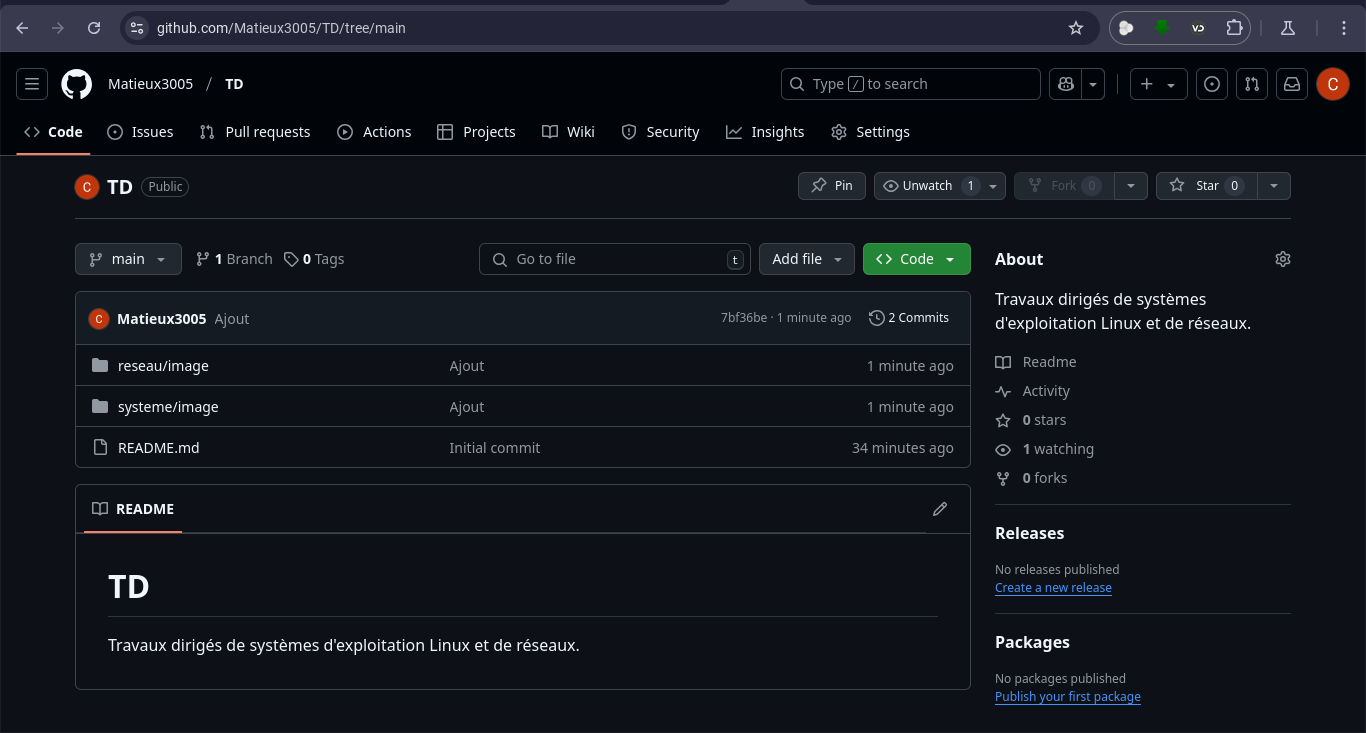 github.com/Matieux3005/TD/tree/main
VD
Matieux3005 / TD
Type / to search
C
Code Issues Pull requests Actions Projects Wiki Security Insights Settings
C TD Public
Pin Unwatch 1 Fork 0 Star 0
main 1 Branch 0 Tags Go to file t Add file Code
C Matieux3005 Ajout 7bf36be · 1 minute ago 2 Commits
reseau/image Ajout 1 minute ago
systeme/image Ajout 1 minute ago
README.md Initial commit 34 minutes ago
README
TD
Travaux dirigés de systèmes d'exploitation Linux et de réseaux.
About
Travaux dirigés de systèmes
d'exploitation Linux et de réseaux.
Readme
Activity
0 stars
1 watching
0 forks
Releases
No releases published
Create a new release
Packages
No packages published
Publish your first package